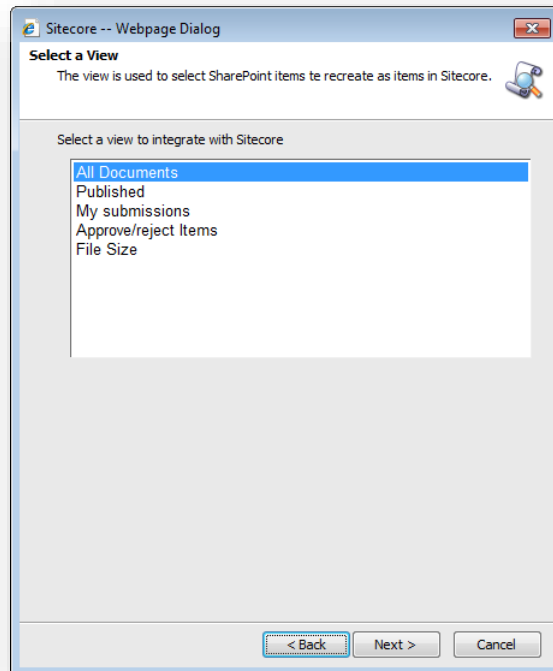 Sitecore -- Webpage Dialog
Select a View
The view is used to select SharePoint items te recreate as items in Sitecore.
Select a view to integrate with Sitecore
All Documents
Published
My submissions
Approve/reject Items
File Size
< Back Next > Cancel